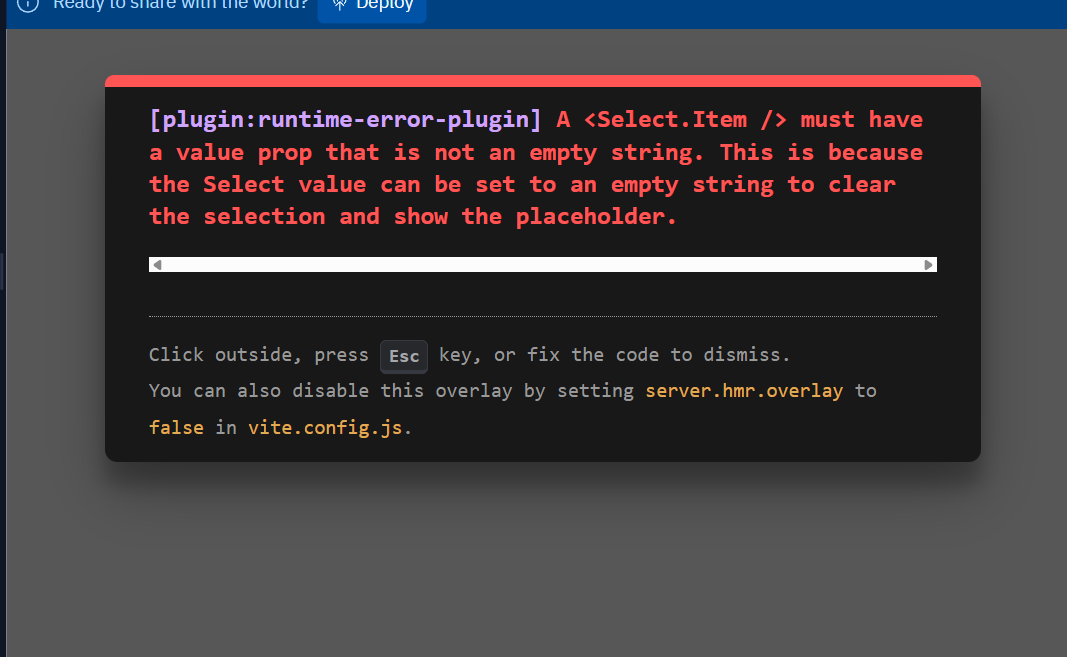 Ready to share with the world? Deploy
[plugin:runtime-error-plugin] A <Select.Item /> must have
a value prop that is not an empty string. This is because
the Select value can be set to an empty string to clear
the selection and show the placeholder.
Click outside, press Esc key, or fix the code to dismiss.
You can also disable this overlay by setting server.hmr.overlay to
false in vite.config.js.